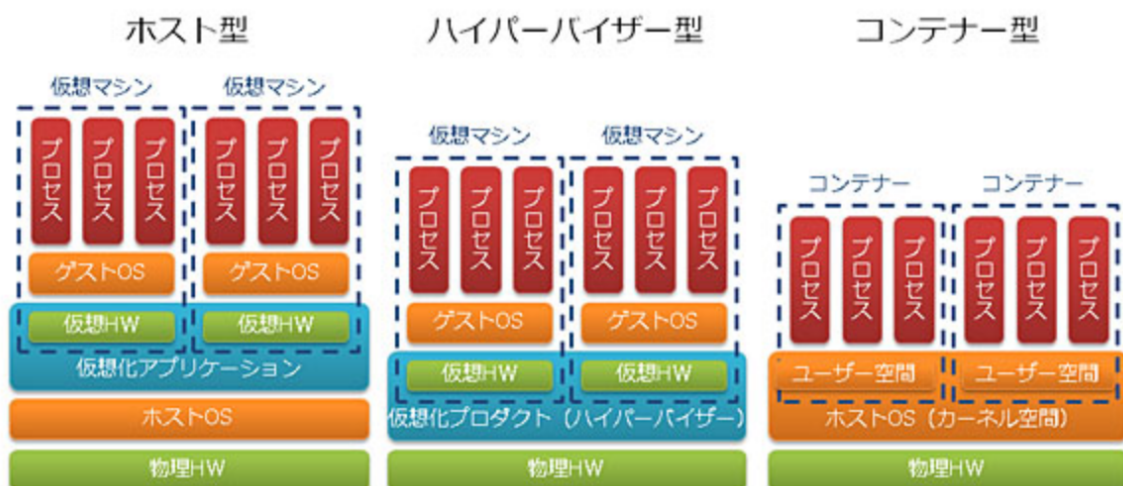 ホスト型
仮想マシン 仮想マシン
プロセス プロセス プロセス プロセス プロセス プロセス
ゲストOS ゲストOS
仮想HW 仮想HW
仮想化アプリケーション
ホストOS
物理HW
ハイパーバイザー型
仮想マシン 仮想マシン
プロセス プロセス プロセス プロセス プロセス プロセス
ゲストOS ゲストOS
仮想HW 仮想HW
仮想化プロダクト（ハイパーバイザー）
物理HW
コンテナー型
コンテナー コンテナー
プロセス プロセス プロセス プロセス プロセス プロセス
ユーザー空間 ユーザー空間
ホストOS（カーネル空間）
物理HW